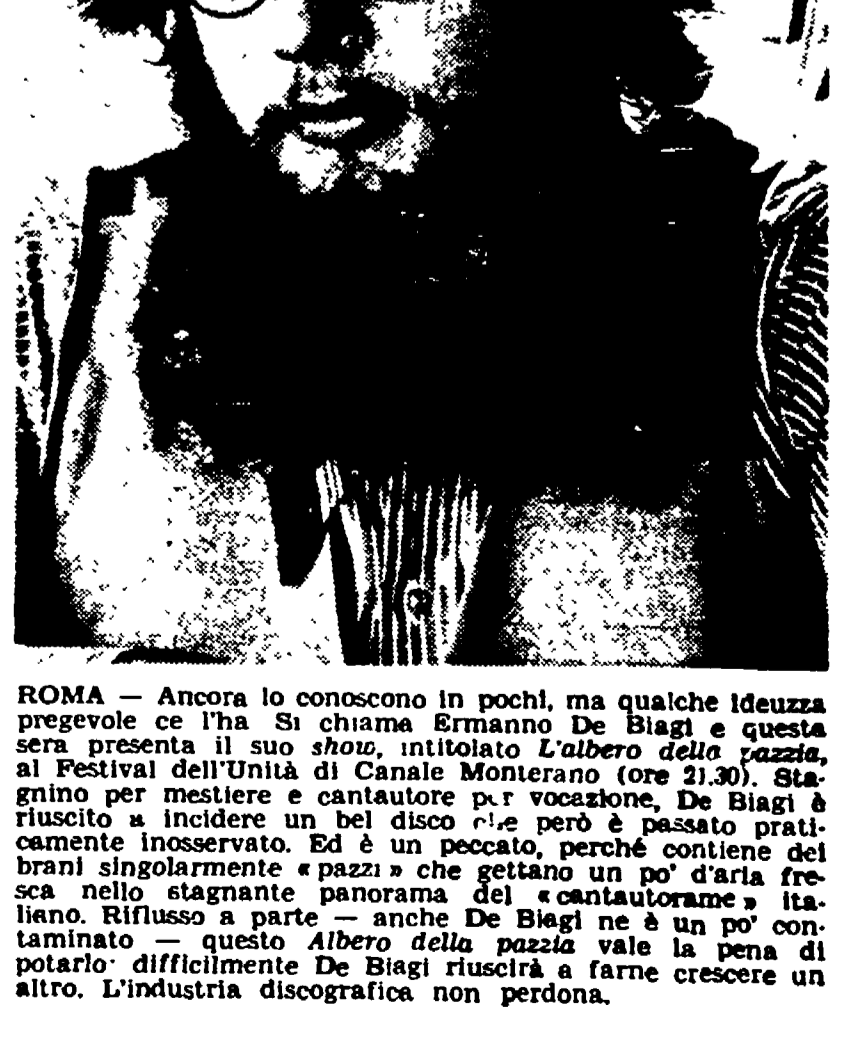 ROMA — Ancora lo conoscono in pochi, ma qualche ideuzza
pregevole ce l'ha Si chiama Ermanno De Biagi e questa
sera presenta il suo show, intitolato L'albero della pazzia,
al Festival dell'Unità di Canale Monterano (ore 21.30). Sta-
gnino per mestiere e cantautore per vocazione, De Biagi è
riuscito a incidere un bel disco che però è passato prati-
camente inosservato. Ed è un peccato, perché contiene dei
brani singolarmente «pazzi» che gettano un po' d'aria fre-
sca nello stagnante panorama del «cantautorame» ita-
liano. Riflusso a parte — anche De Biagi ne è un po' con-
taminato — questo Albero della pazzia vale la pena di
potarlo· difficilmente De Biagi riuscirà a farne crescere un
altro. L'industria discografica non perdona.